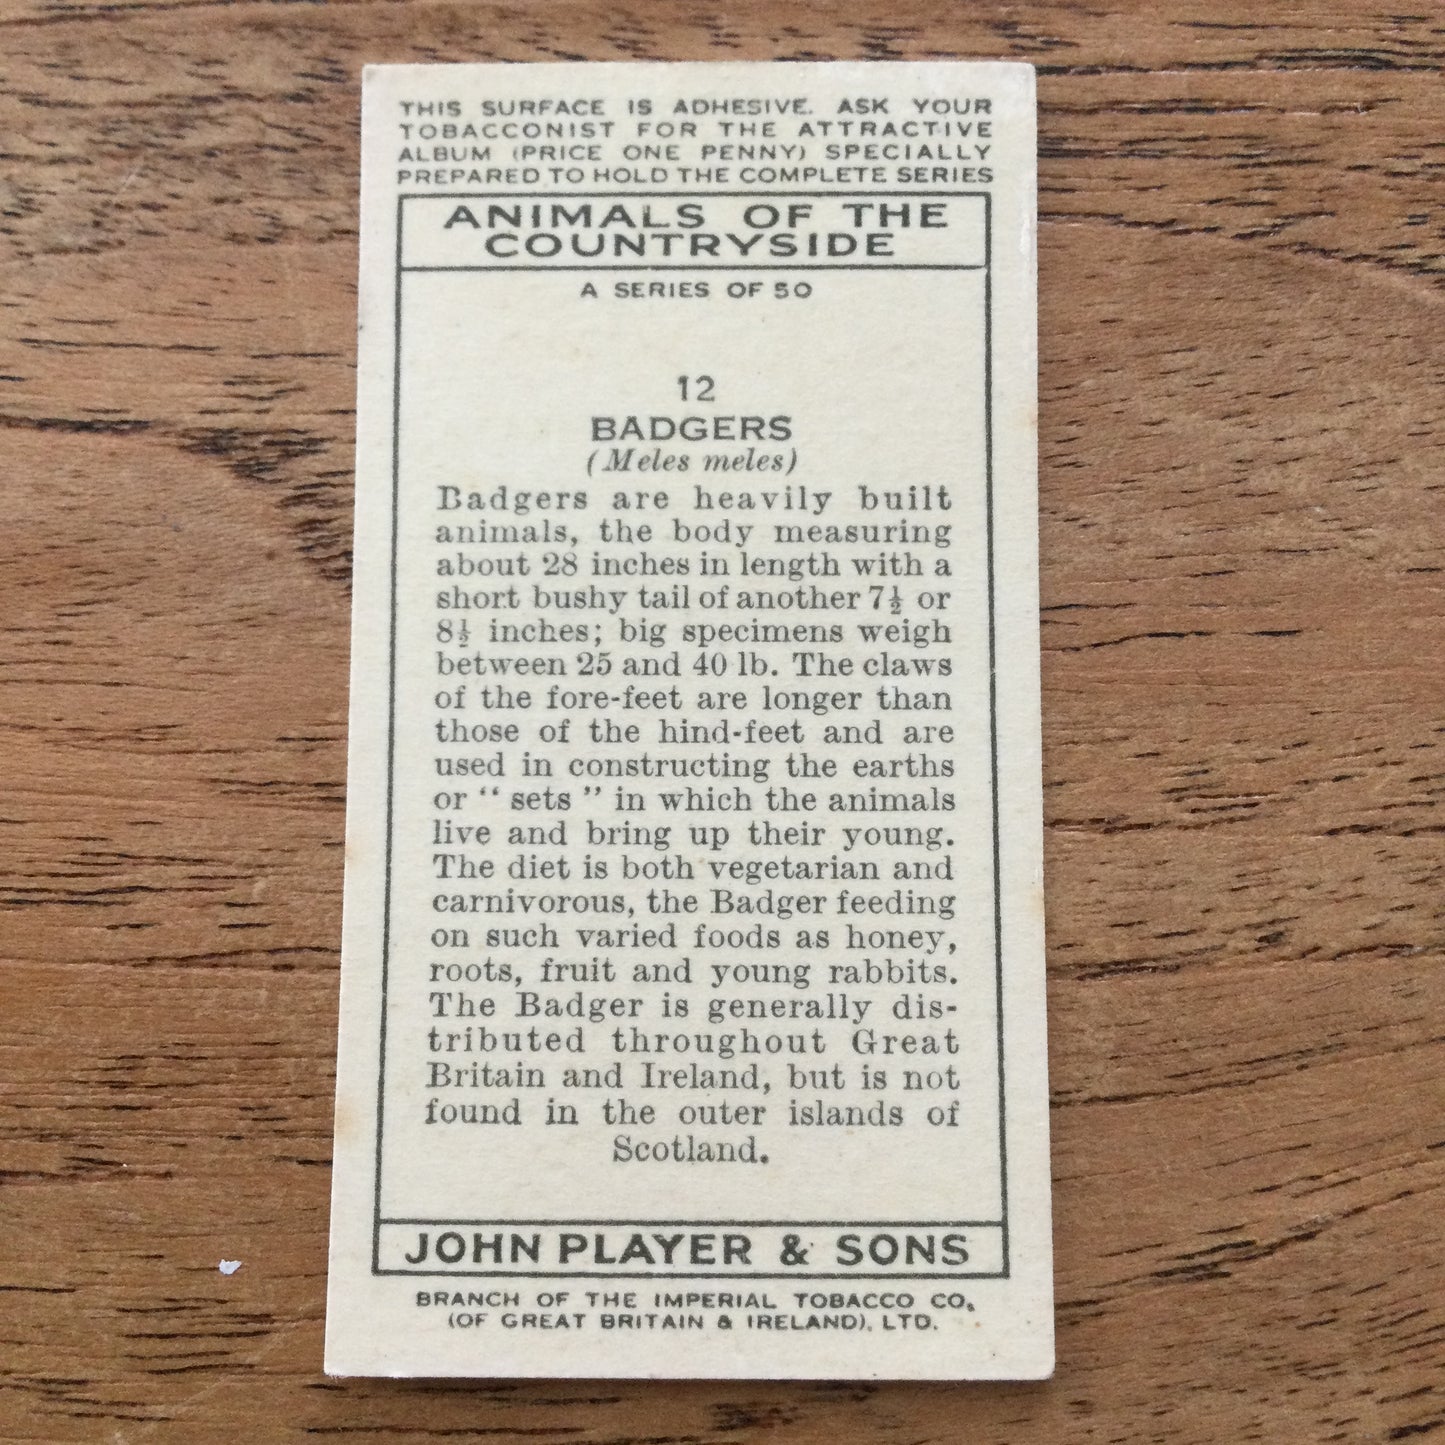 THIS SURFACE IS ADHESIVE. ASK YOUR
TOBACCONIST FOR THE ATTRACTIVE
ALBUM (PRICE ONE PENNY) SPECIALLY
PREPARED TO HOLD THE COMPLETE SERIES
ANIMALS OF THE
COUNTRYSIDE
A SERIES OF 50
12
BADGERS
(Meles meles)
Badgers are heavily built
animals, the body measuring
about 28 inches in length with a
short bushy tail of another 7½ or
8½ inches; big specimens weigh
between 25 and 40 lb. The claws
of the fore-feet are longer than
those of the hind-feet and are
used in constructing the earths
or “ sets ” in which the animals
live and bring up their young.
The diet is both vegetarian and
carnivorous, the Badger feeding
on such varied foods as honey,
roots, fruit and young rabbits.
The Badger is generally dis-
tributed throughout Great
Britain and Ireland, but is not
found in the outer islands of
Scotland.
JOHN PLAYER & SONS
BRANCH OF THE IMPERIAL TOBACCO CO.
(OF GREAT BRITAIN & IRELAND), LTD.